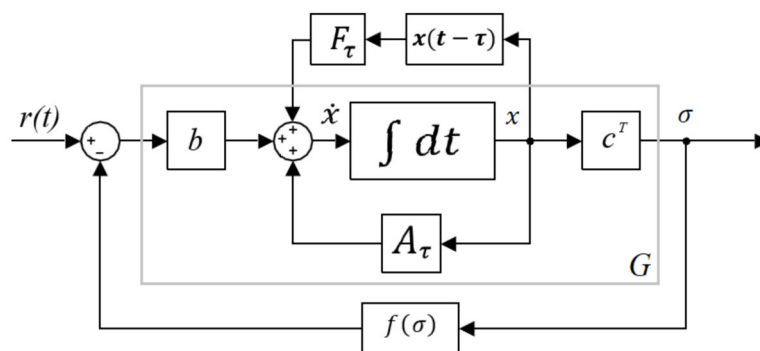 F_τ
x(t − τ)
r(t)
+
−
b
+
+
+
ẋ
∫ dt
x
c^T
σ
A_τ
G
f(σ)